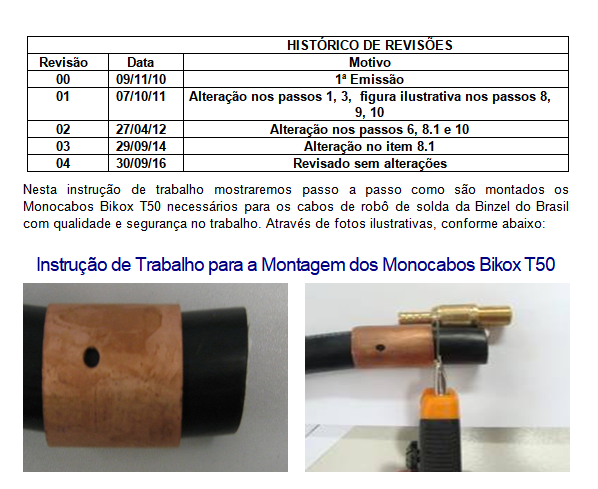 HISTÓRICO DE REVISÕES
Revisão Data Motivo
00 09/11/10 1ª Emissão
01 07/10/11 Alteração nos passos 1, 3, figura ilustrativa nos passos 8,
9, 10
02 27/04/12 Alteração nos passos 6, 8.1 e 10
03 29/09/14 Alteração no item 8.1
04 30/09/16 Revisado sem alterações
Nesta instrução de trabalho mostraremos passo a passo como são montados os
Monocabos Bikox T50 necessários para os cabos de robô de solda da Binzel do Brasil
com qualidade e segurança no trabalho. Através de fotos ilustrativas, conforme abaixo:
Instrução de Trabalho para a Montagem dos Monocabos Bikox T50